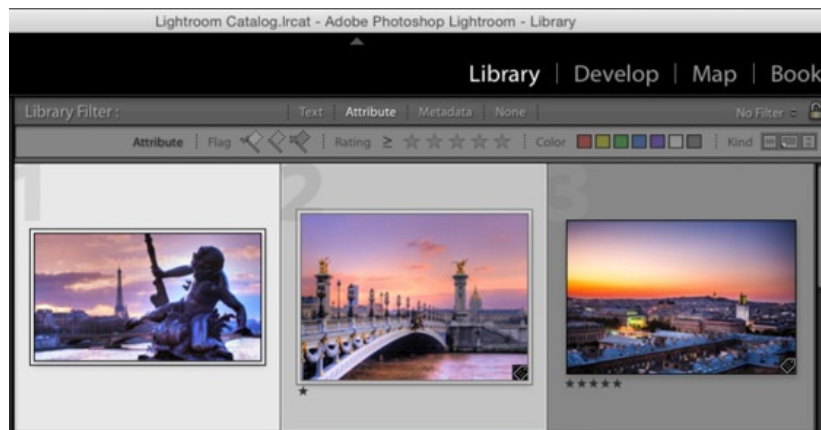 Lightroom Catalog.lrcat - Adobe Photoshop Lightroom - Library
Library | Develop | Map | Book
Library Filter : Text Attribute Metadata None No Filter
Attribute Flag Rating ≥ ★★★★★ Color Kind
1 2 3
★ ★★★★★